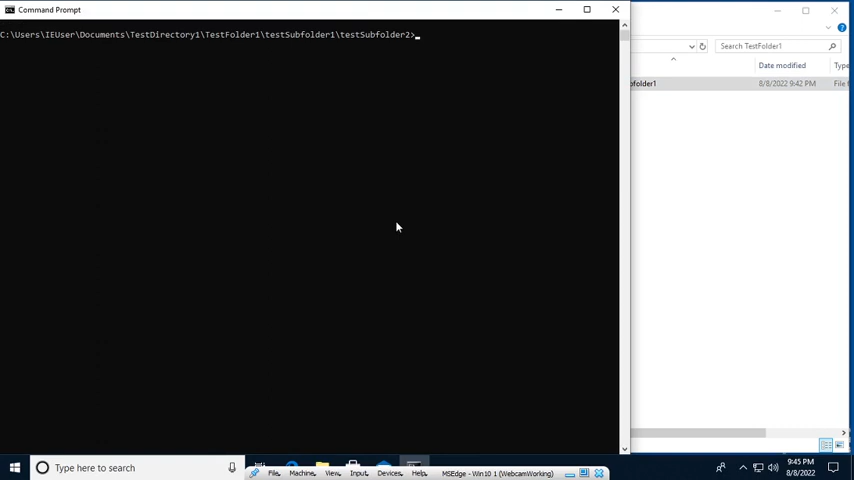 Command Prompt
C:\Users\IEUser\Documents\TestDirectory1\TestFolder1\testSubfolder1\testSubfolder2>
Search TestFolder1
Date modified
Type
bfolder1
8/8/2022 9:42 PM
File f
Type here to search
File
Machine
View
Input
Devices
Help
MSEdge - Win10 1 (WebcamWorking)
9:45 PM
8/8/2022